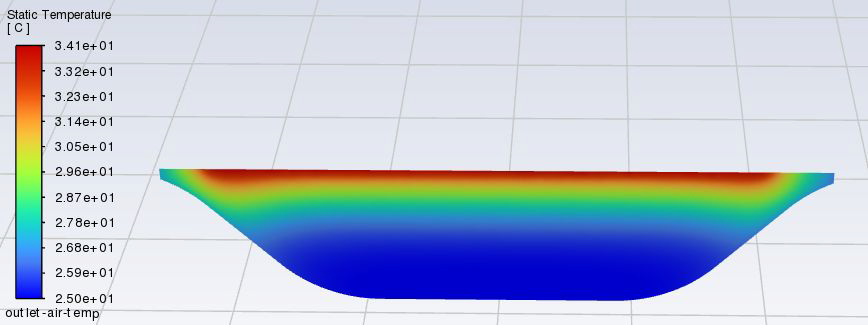 Static Temperature
[ C ]
3.41e+01
3.32e+01
3.23e+01
3.14e+01
3.05e+01
2.96e+01
2.87e+01
2.78e+01
2.68e+01
2.59e+01
2.50e+01
outlet-air-temp